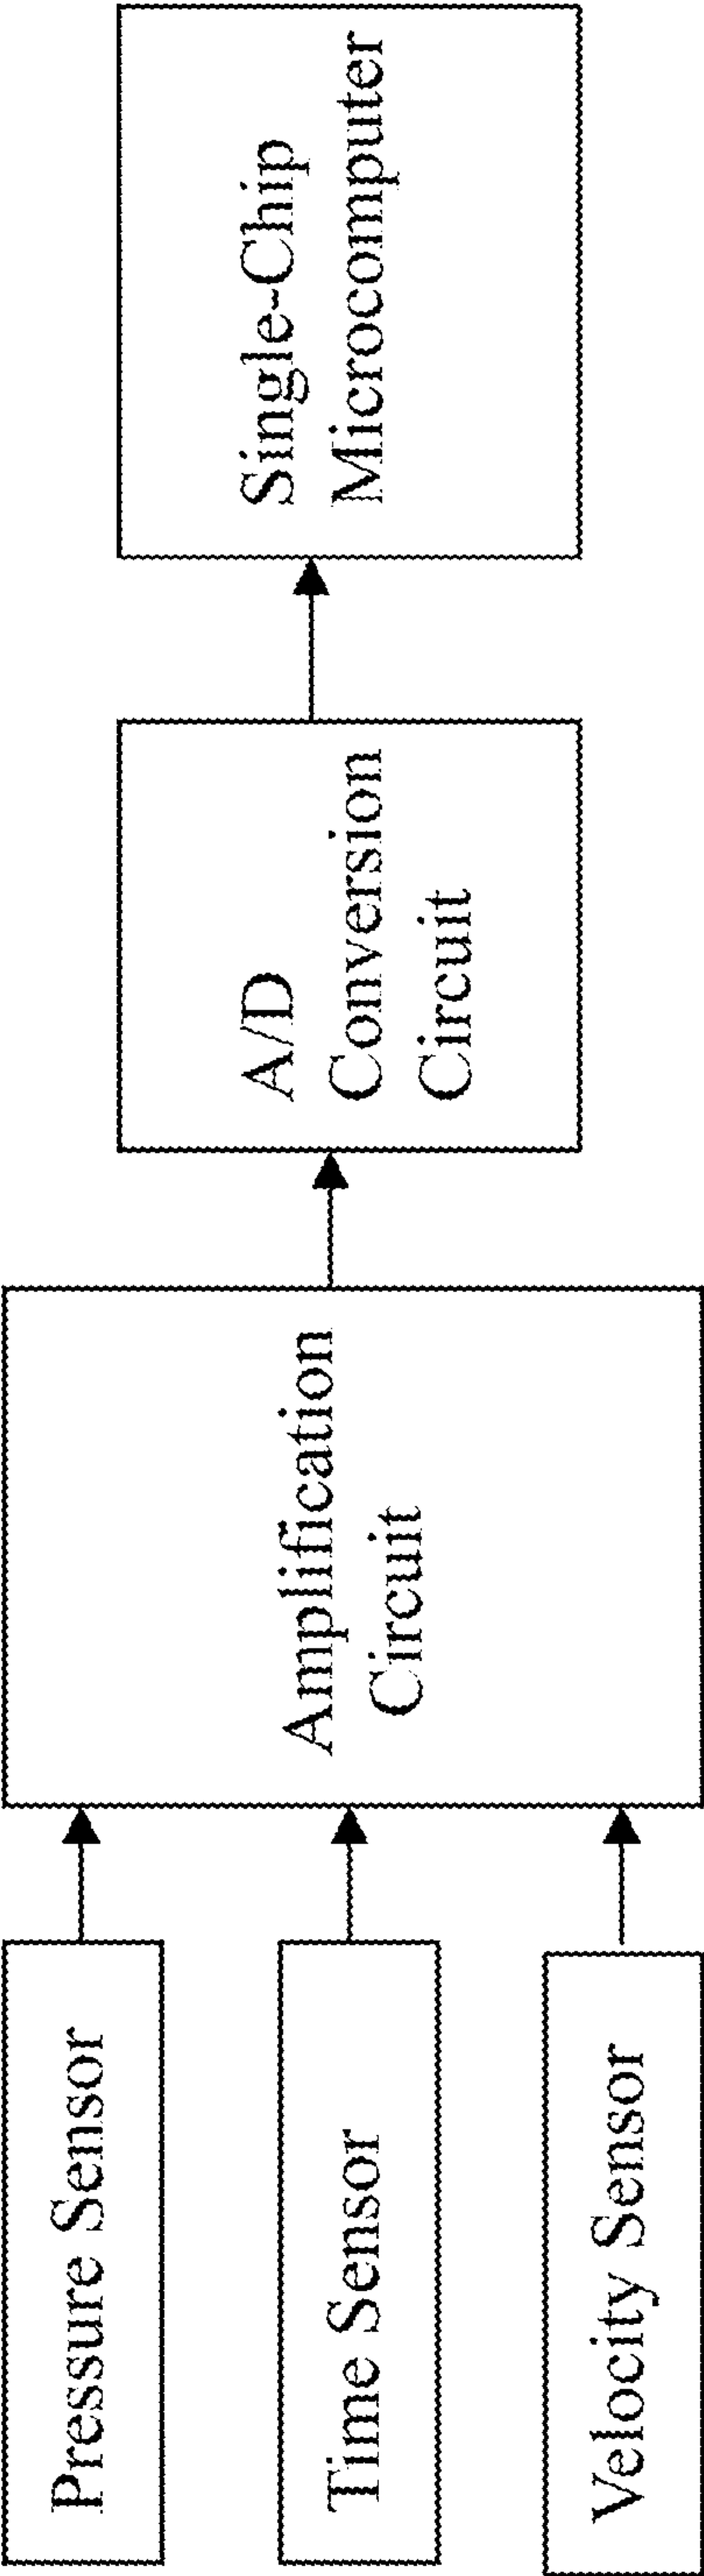 Pressure Sensor
Time Sensor
Velocity Sensor
Amplification
Circuit
A/D
Conversion
Circuit
Single-Chip
Microcomputer